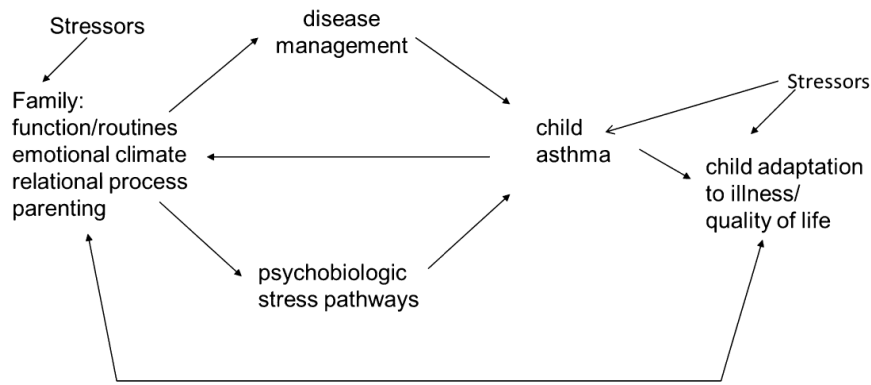 Stressors
disease
management
Family:
function/routines
emotional climate
relational process
parenting
child
asthma
Stressors
child adaptation
to illness/
quality of life
psychobiologic
stress pathways